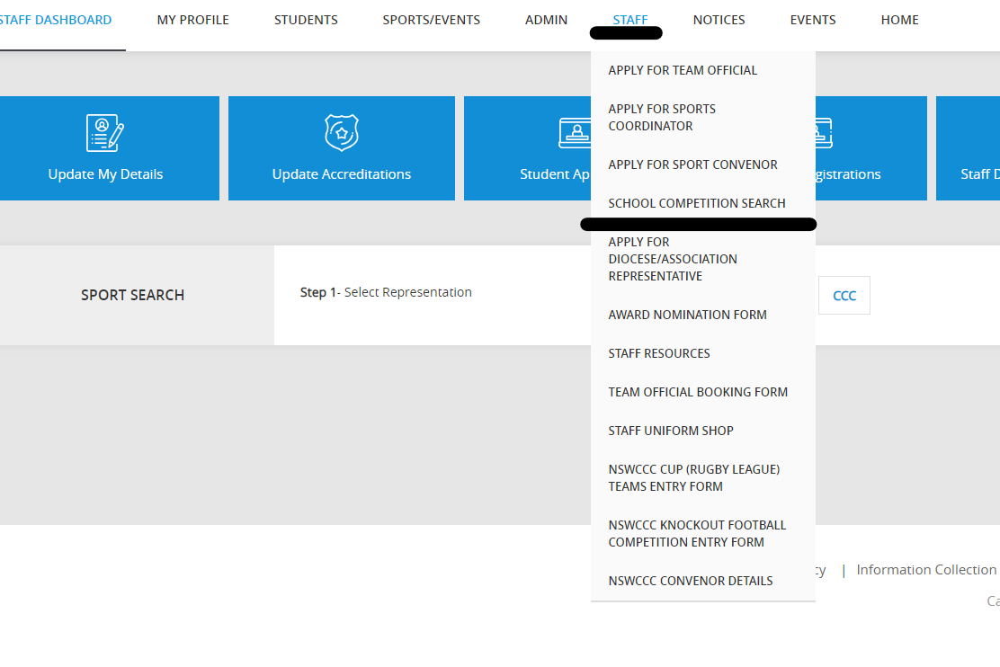 STAFF DASHBOARD
MY PROFILE
STUDENTS
SPORTS/EVENTS
ADMIN
STAFF
NOTICES
EVENTS
HOME
APPLY FOR TEAM OFFICIAL
APPLY FOR SPORTS
COORDINATOR
APPLY FOR SPORT CONVENOR
SCHOOL COMPETITION SEARCH
APPLY FOR
DIOCESE/ASSOCIATION
REPRESENTATIVE
AWARD NOMINATION FORM
STAFF RESOURCES
TEAM OFFICIAL BOOKING FORM
STAFF UNIFORM SHOP
NSWCCC CUP (RUGBY LEAGUE)
TEAMS ENTRY FORM
NSWCCC KNOCKOUT FOOTBALL
COMPETITION ENTRY FORM
NSWCCC CONVENOR DETAILS
Update My Details
Update Accreditations
Student Ap
gistrations
Staff D
SPORT SEARCH
Step 1- Select Representation
CCC
cy | Information Collection
Ca